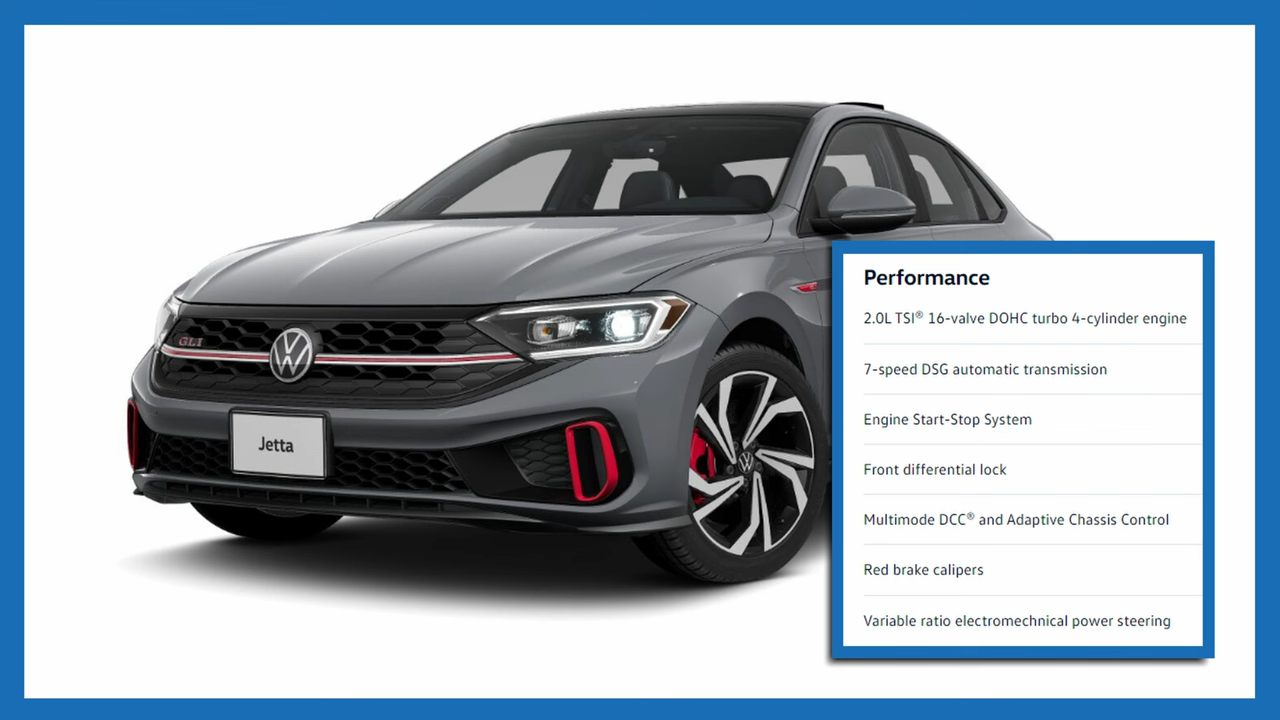 GLI
Jetta
Performance
2.0L TSI® 16-valve DOHC turbo 4-cylinder engine
7-speed DSG automatic transmission
Engine Start-Stop System
Front differential lock
Multimode DCC® and Adaptive Chassis Control
Red brake calipers
Variable ratio electromechnical power steering